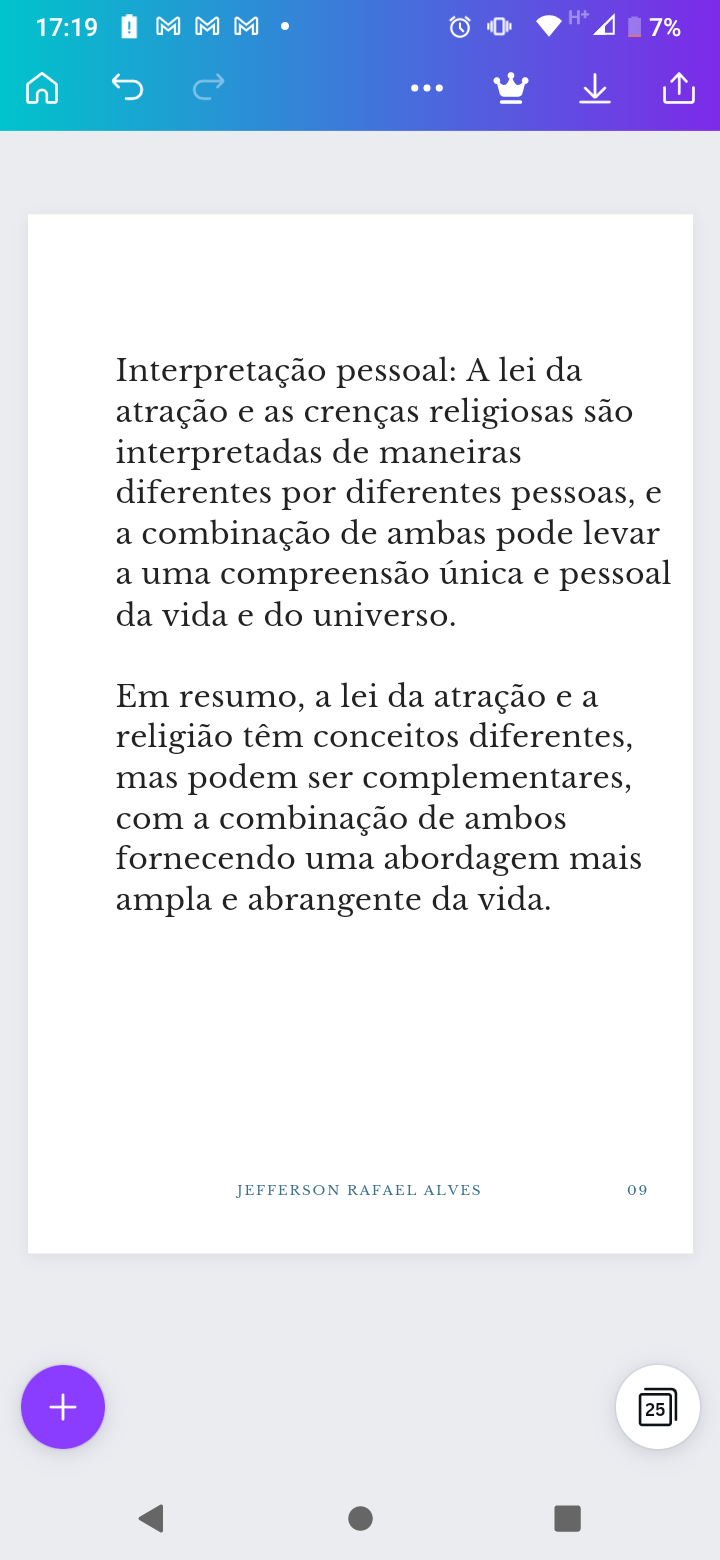 17:19
H+
7%
Interpretação pessoal: A lei da
atração e as crenças religiosas são
interpretadas de maneiras
diferentes por diferentes pessoas, e
a combinação de ambas pode levar
a uma compreensão única e pessoal
da vida e do universo.
Em resumo, a lei da atração e a
religião têm conceitos diferentes,
mas podem ser complementares,
com a combinação de ambos
fornecendo uma abordagem mais
ampla e abrangente da vida.
JEFFERSON RAFAEL ALVES 09
25